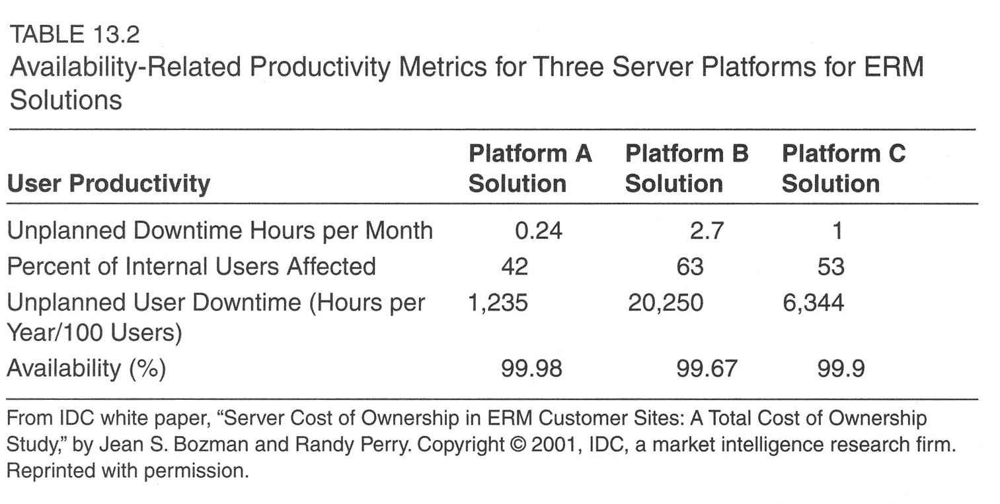 TABLE 13.2
Availability-Related Productivity Metrics for Three Server Platforms for ERM
Solutions
Platform A Platform B Platform C
User Productivity Solution Solution Solution
Unplanned Downtime Hours per Month 0.24 2.7 1
Percent of Internal Users Affected 42 63 53
Unplanned User Downtime (Hours per 1,235 20,250 6,344
Year/100 Users)
Availability (%) 99.98 99.67 99.9
From IDC white paper, “Server Cost of Ownership in ERM Customer Sites: A Total Cost of Ownership
Study,” by Jean S. Bozman and Randy Perry. Copyright © 2001, IDC, a market intelligence research firm.
Reprinted with permission.